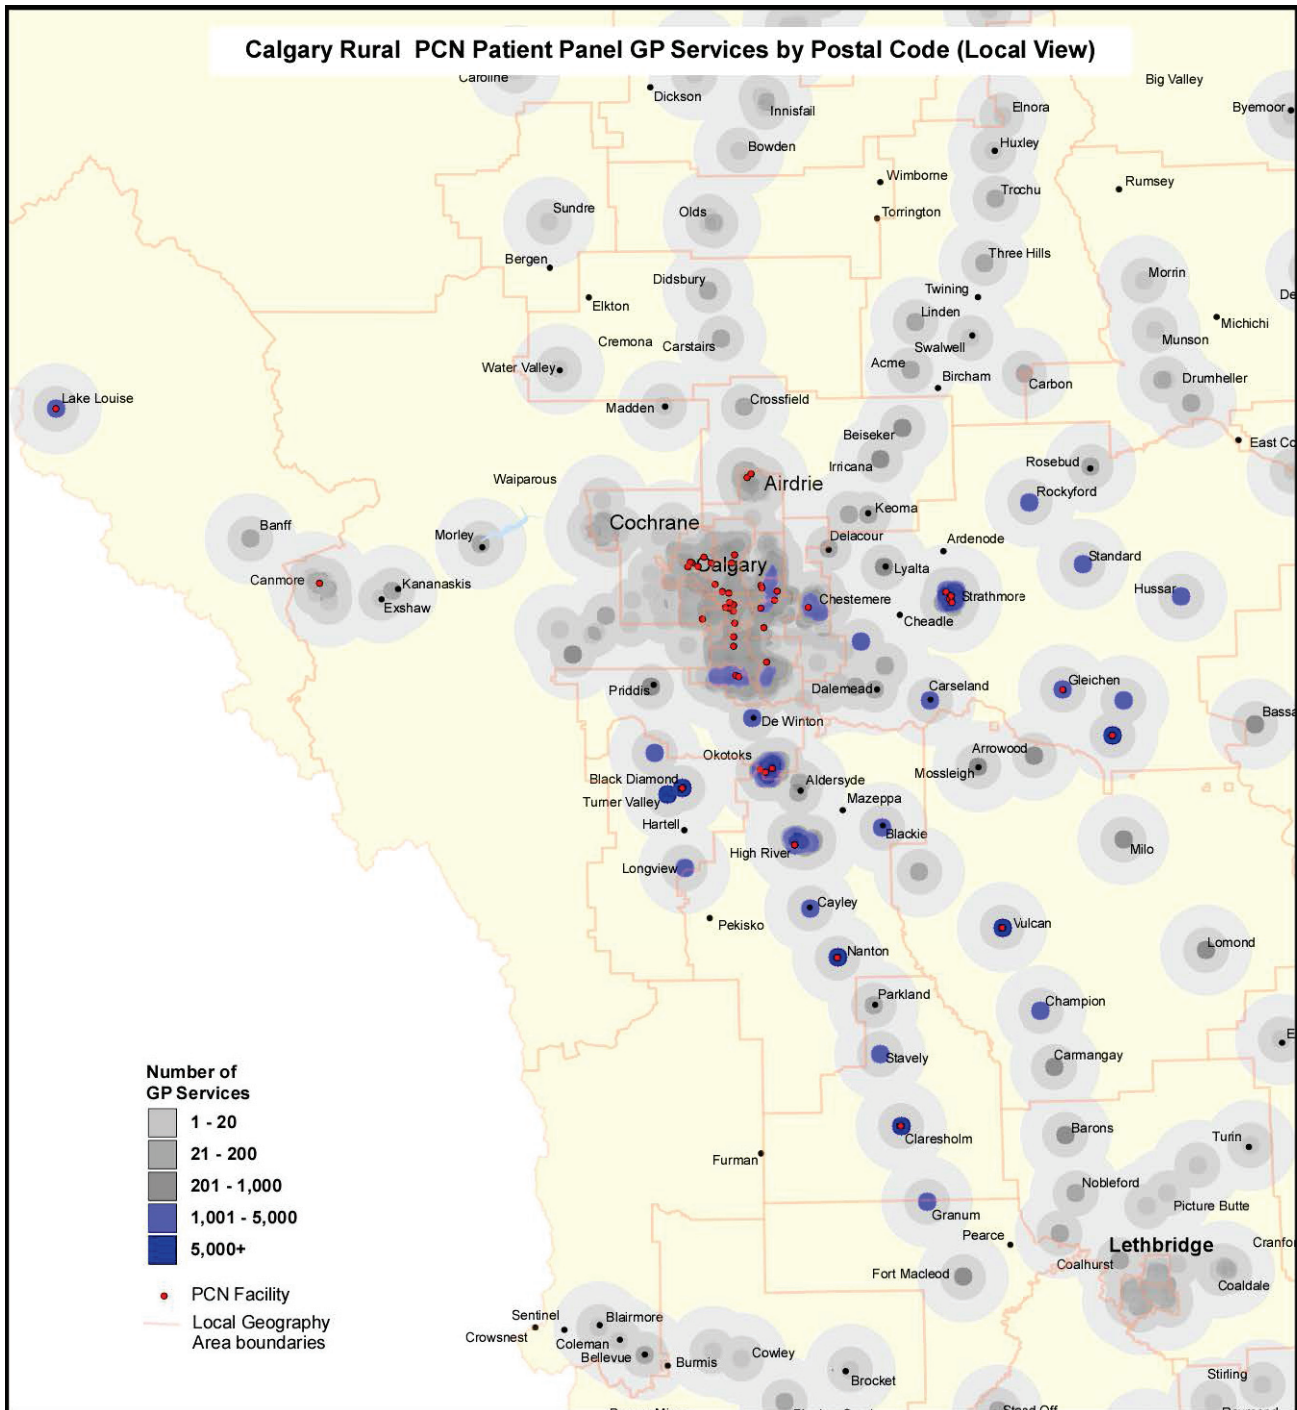 Calgary Rural  PCN Patient Panel GP Services by Postal Code (Local View)
Caroline
Dickson
Innisfail
Big Valley
Elnora
Byemoor
Huxley
Bowden
Wimborne
Rumsey
Trochu
Sundre
Olds
Torrington
Bergen
Three Hills
Morrin
Didsbury
Twining
De
Elkton
Linden
Michichi
Cremona
Carstairs
Swalwell
Munson
Water Valley
Acme
Bircham
Carbon
Drumheller
Lake Louise
Madden
Crossfield
Beiseker
East Co
Irricana
Rosebud
Waiparous
Airdrie
Rockyford
Keoma
Banff
Cochrane
Morley
Delacour
Ardenode
Standard
Calgary
Lyalta
Canmore
Kananaskis
Hussar
Exshaw
Chestemere
Strathmore
Cheadle
Gleichen
Priddis
Dalemead
Carseland
Bassa
De Winton
Okotoks
Arrowood
Mossleigh
Black Diamond
Aldersyde
Turner Valley
Mazeppa
Hartell
Blackie
High River
Milo
Longview
Cayley
Pekisko
Vulcan
Nanton
Lomond
Parkland
Champion
E
Stavely
Carmangay
Number of
GP Services
1 - 20
21 - 200
201 - 1,000
1,001 - 5,000
5,000+
PCN Facility
Local Geography
Area boundaries
Barons
Turin
Claresholm
Furman
Nobleford
Picture Butte
Granum
Pearce
Lethbridge
Cranfor
Coalhurst
Fort Macleod
Coaldale
Sentinel
Blairmore
Crowsnest
Coleman
Bellevue
Burmis
Cowley
Brocket
Stirling
Stand Off